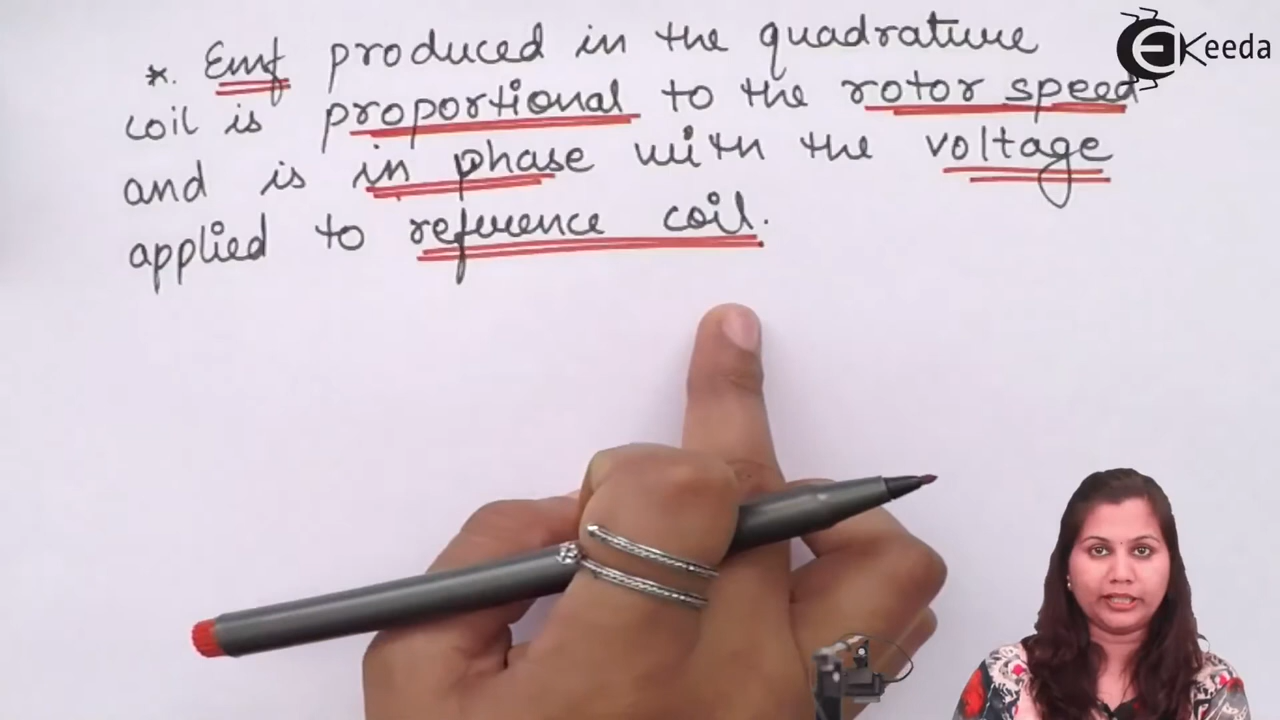 *. Emf produced in the quadrature
coil is proportional to the rotor speed
and is in phase with the voltage
applied to reference coil.
EKeeda